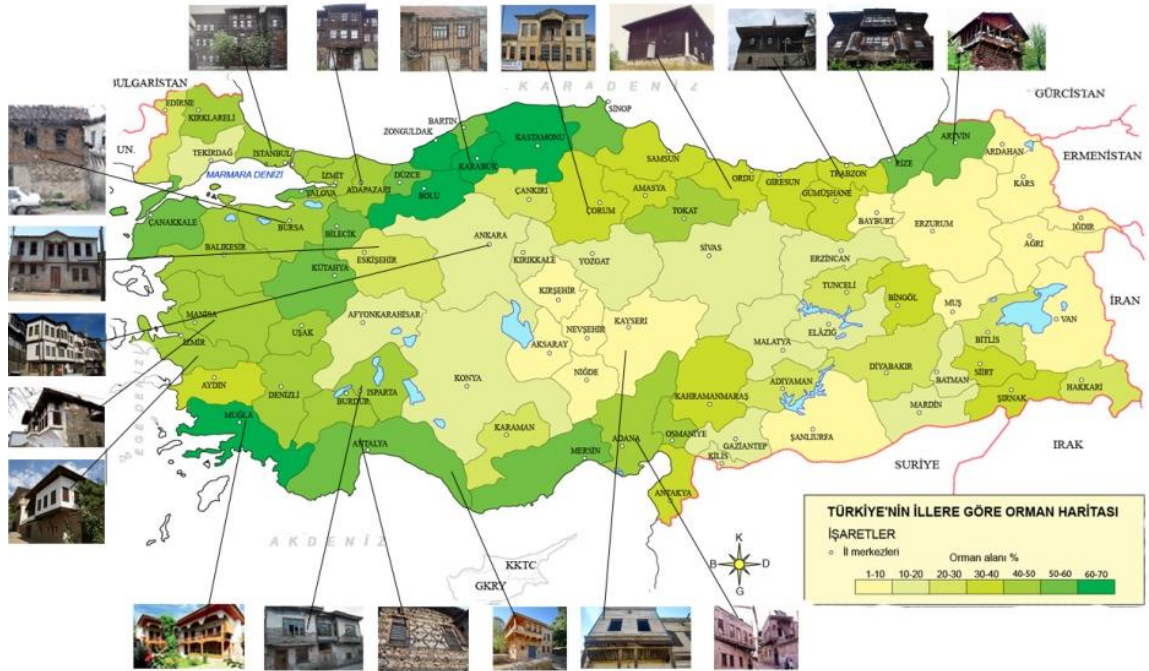 BULGARİSTAN
KARADENİZ
GÜRCİSTAN
EDİRNE
KIRKLARELİ
SİNOP
BARTIN
ZONGULDAK
KASTAMONU
ARTVİN
UN.
TEKİRDAĞ
İSTANBUL
KARABÜK
SAMSUN
RİZE
ARDAHAN
ERMENİSTAN
MARMARA DENİZİ
İZMİT
DÜZCE
ORDU
TRABZON
YALOVA
ADAPAZARI
BOLU
ÇANKIRI
AMASYA
GİRESUN
GÜMÜŞHANE
KARS
ÇANAKKALE
ÇORUM
TOKAT
BAYBURT
BURSA
BİLECİK
ERZURUM
IĞDIR
BALIKESİR
ESKİŞEHİR
ANKARA
KIRIKKALE
YOZGAT
SİVAS
ERZİNCAN
AĞRI
KÜTAHYA
TUNCELİ
KIRŞEHİR
BİNGÖL
MUŞ
İRAN
MANİSA
AFYONKARAHİSAR
UŞAK
NEVŞEHİR
KAYSERİ
ELÂZIĞ
VAN
İZMİR
AKSARAY
MALATYA
BİTLİS
AYDIN
DENİZLİ
BURDUR
ISPARTA
KONYA
NİĞDE
DİYARBAKIR
BATMAN
SİİRT
HAKKARİ
KAHRAMANMARAŞ
ADIYAMAN
MARDİN
ŞIRNAK
MUĞLA
KARAMAN
ANTALYA
MERSİN
ADANA
OSMANİYE
GAZİANTEP
ŞANLIURFA
KİLİS
IRAK
SURİYE
ANTAKYA
AKDENİZ
KKTC
GKRY
K
B
D
G
TÜRKİYE'NİN İLLERE GÖRE ORMAN HARİTASI
İŞARETLER
İl merkezleri
Orman alanı %
1-10 10-20 20-30 30-40 40-50 50-60 60-70